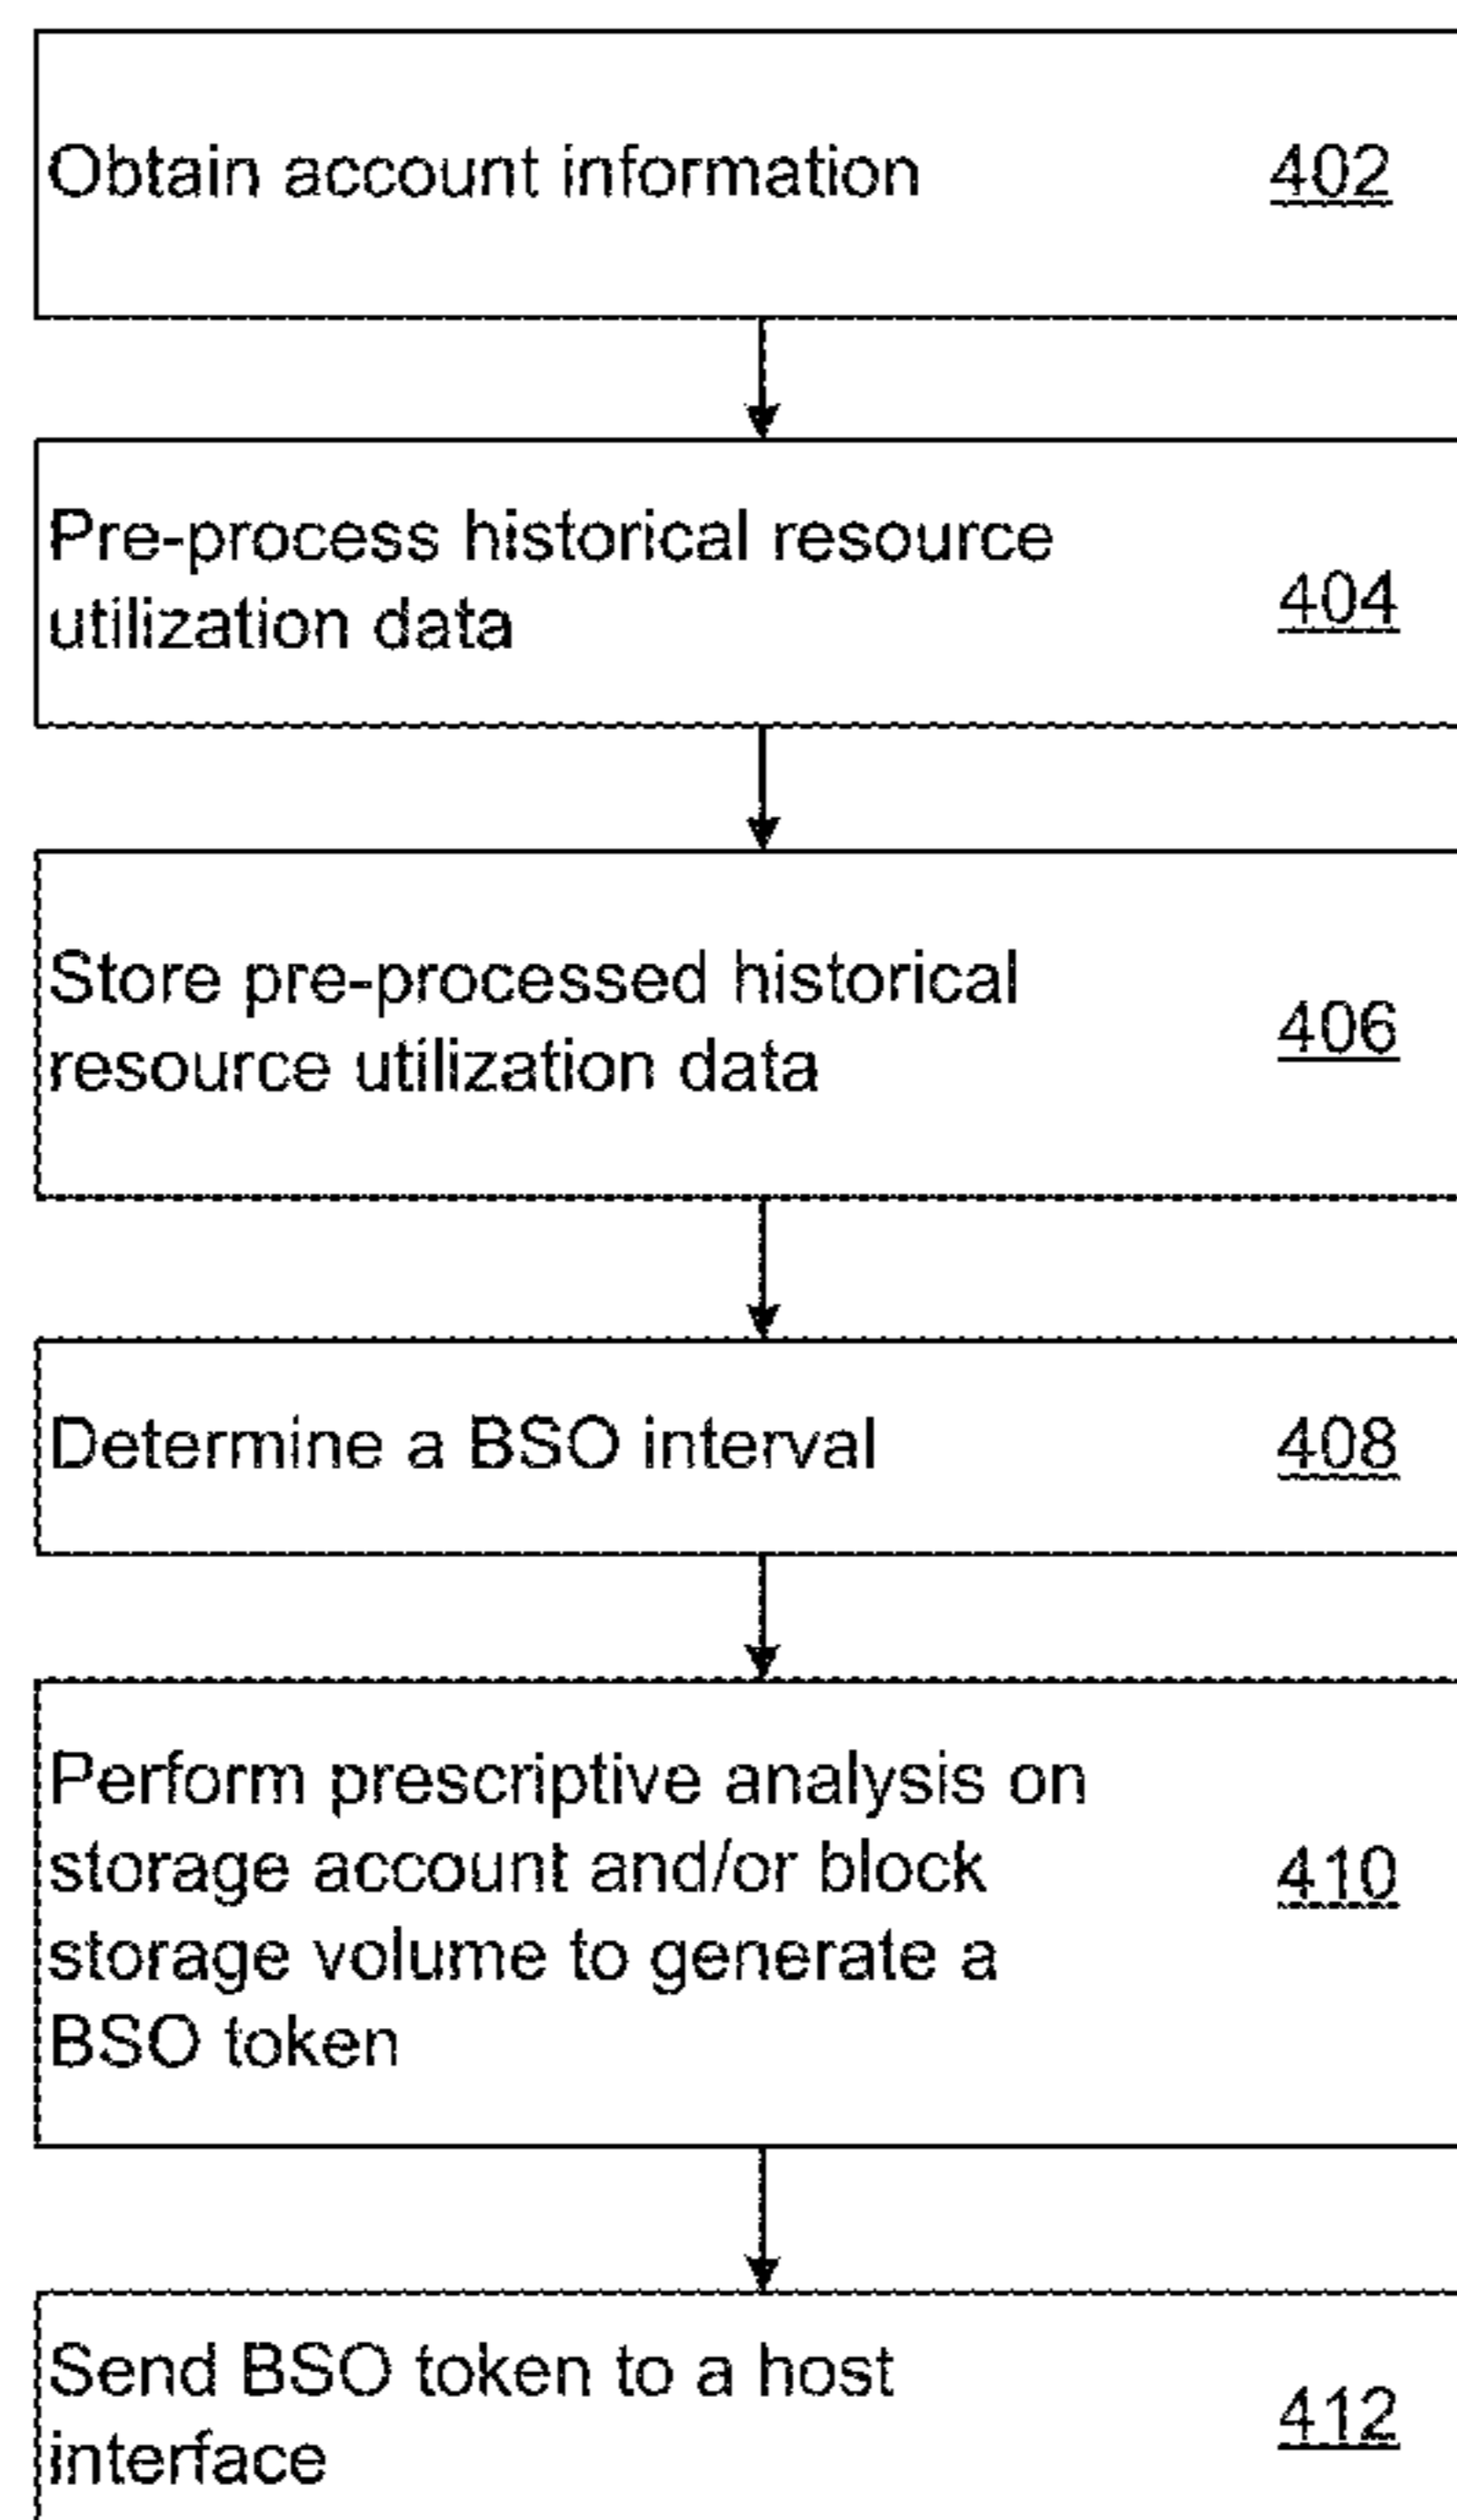 Obtain account information 402
Pre-process historical resource
utilization data 404
Store pre-processed historical
resource utilization data 406
Determine a BSO interval 408
Perform prescriptive analysis on
storage account and/or block
storage volume to generate a
BSO token 410
Send BSO token to a host
interface 412